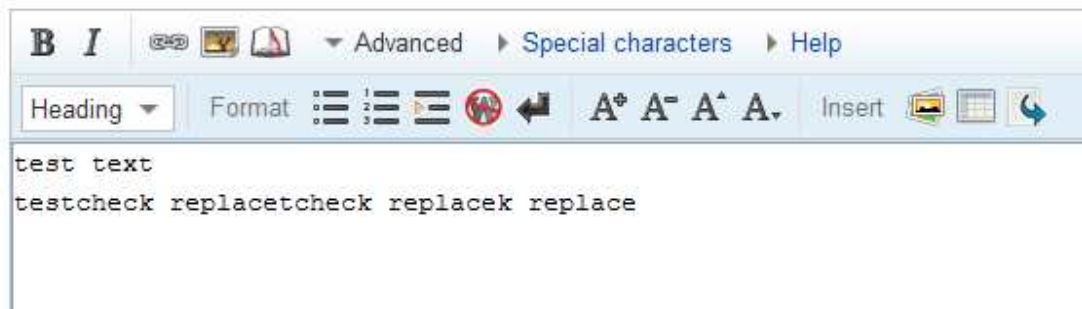 B I Advanced Special characters Help
Heading Format A+ A- A A Insert
test text
testcheck replacetcheck replacek replace